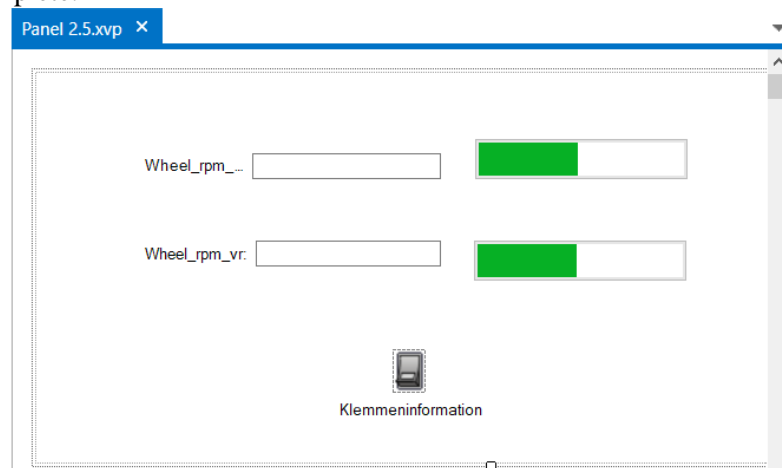 Panel 2.5.xvp
Wheel_rpm_...
Wheel_rpm_vr:
Klemmeninformation